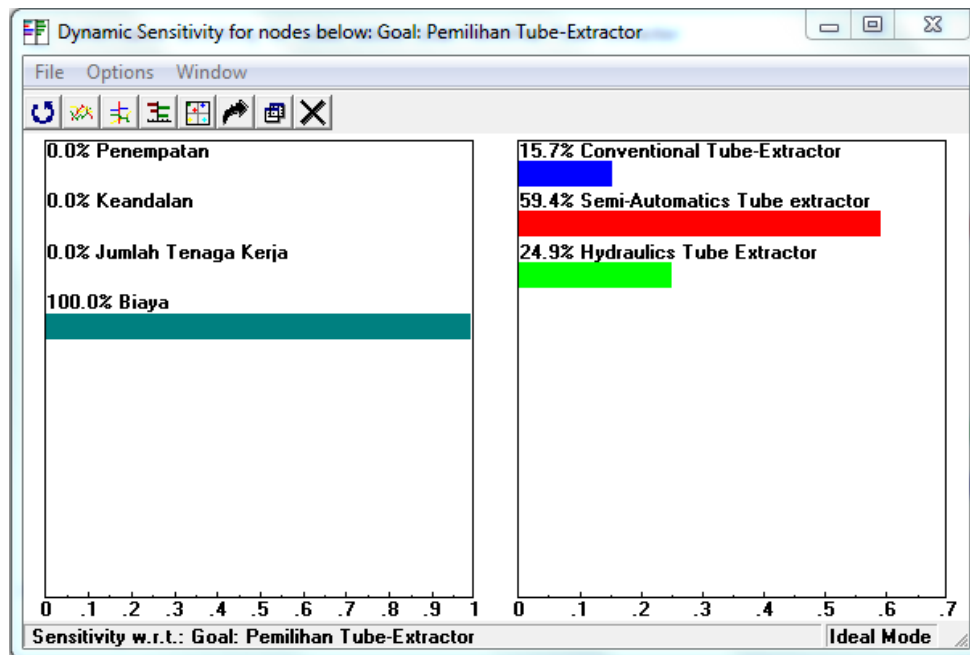 Dynamic Sensitivity for nodes below: Goal: Pemilihan Tube-Extractor
File Options Window
0.0% Penempatan
0.0% Keandalan
0.0% Jumlah Tenaga Kerja
100.0% Biaya
0 .1 .2 .3 .4 .5 .6 .7 .8 .9 1
15.7% Conventional Tube-Extractor
59.4% Semi-Automatics Tube extractor
24.9% Hydraulics Tube Extractor
0 .1 .2 .3 .4 .5 .6 .7
Sensitivity w.r.t.: Goal: Pemilihan Tube-Extractor
Ideal Mode